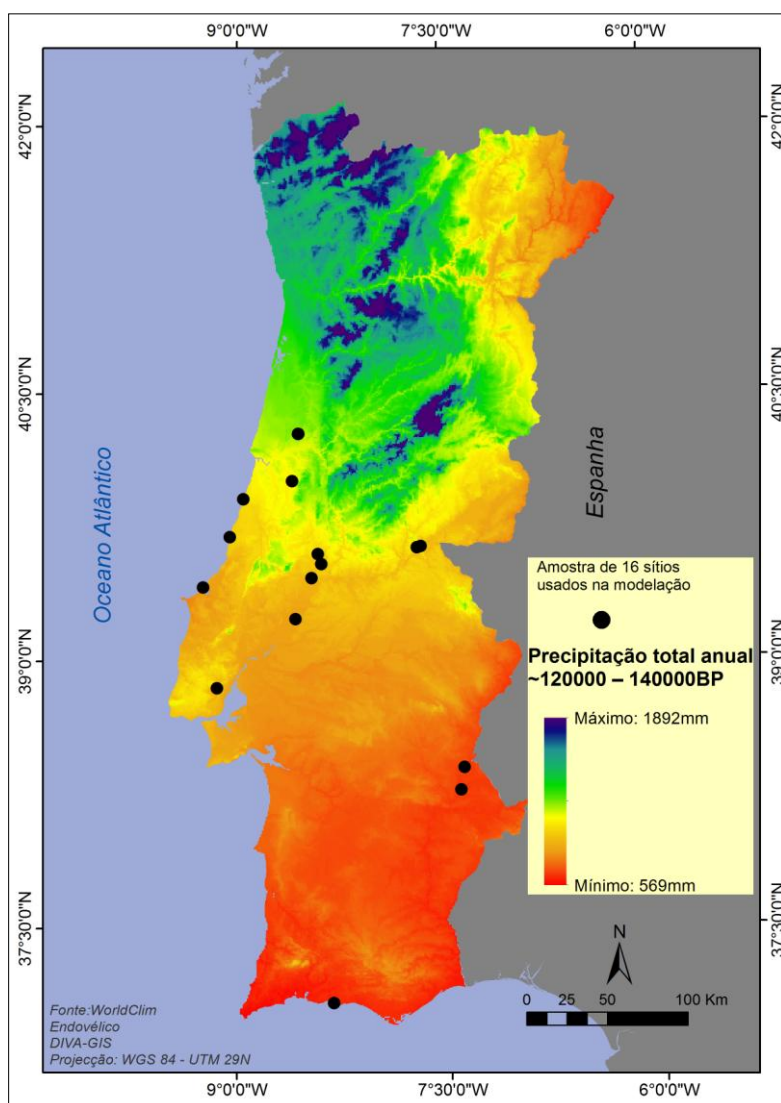 9°0'0"W
7°30'0"W
6°0'0"W
42°0'0"N
42°0'0"N
40°30'0"N
40°30'0"N
Oceano Atlântico
Espanha
39°0'0"N
39°0'0"N
Amostra de 16 sítios
usados na modelação
Precipitação total anual
~120000 – 140000BP
Máximo: 1892mm
Mínimo: 569mm
37°30'0"N
37°30'0"N
N
0 25 50 100 Km
Fonte:WorldClim
Endovélico
DIVA-GIS
Projecção: WGS 84 - UTM 29N
9°0'0"W
7°30'0"W
6°0'0"W